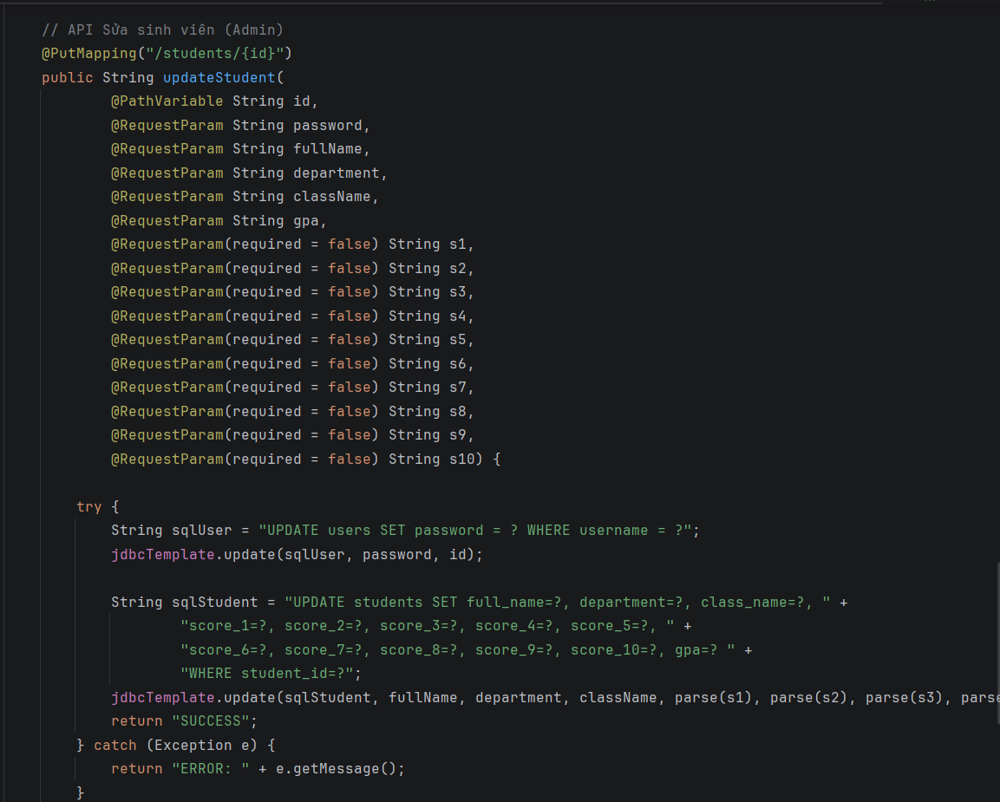 // API Sửa sinh viên (Admin)
@PutMapping("/students/{id}")
public String updateStudent(
@PathVariable String id,
@RequestParam String password,
@RequestParam String fullName,
@RequestParam String department,
@RequestParam String className,
@RequestParam String gpa,
@RequestParam(required = false) String s1,
@RequestParam(required = false) String s2,
@RequestParam(required = false) String s3,
@RequestParam(required = false) String s4,
@RequestParam(required = false) String s5,
@RequestParam(required = false) String s6,
@RequestParam(required = false) String s7,
@RequestParam(required = false) String s8,
@RequestParam(required = false) String s9,
@RequestParam(required = false) String s10) {
try {
String sqlUser = "UPDATE users SET password = ? WHERE username = ?";
jdbcTemplate.update(sqlUser, password, id);
String sqlStudent = "UPDATE students SET full_name=?, department=?, class_name=?, " +
"score_1=?, score_2=?, score_3=?, score_4=?, score_5=?, " +
"score_6=?, score_7=?, score_8=?, score_9=?, score_10=?, gpa=? " +
"WHERE student_id=?";
jdbcTemplate.update(sqlStudent, fullName, department, className, parse(s1), parse(s2), parse(s3),
return "SUCCESS";
} catch (Exception e) {
return "ERROR: " + e.getMessage();
}